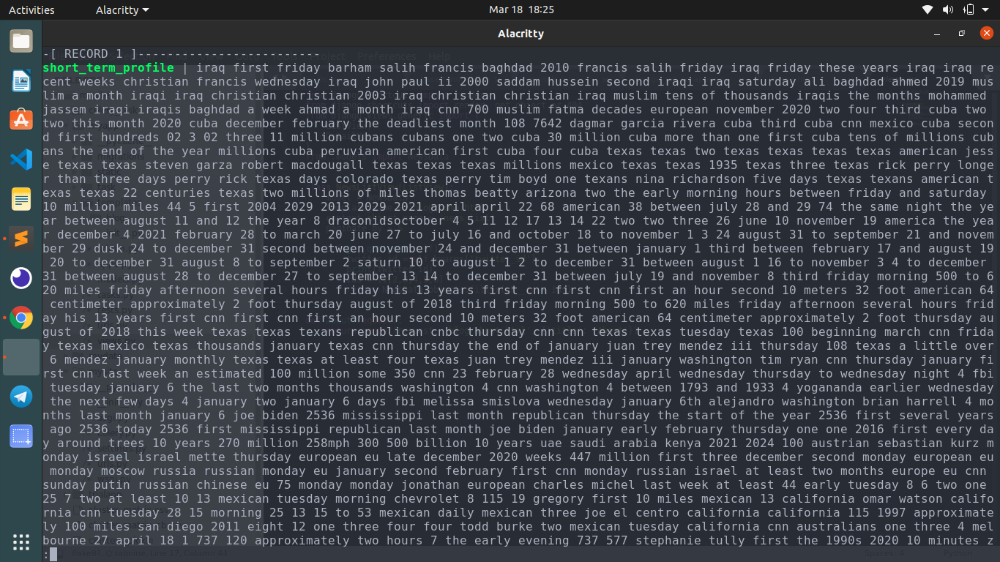 Activities Alacritty Mar 18 18:25
Alacritty
-[ RECORD 1 ]-------------------------
short_term_profile | iraq first friday barham salih francis baghdad 2010 francis salih friday iraq friday these years iraq iraq re
cent weeks christian francis wednesday iraq john paul ii 2000 saddam hussein second iraqi iraq saturday ali baghdad ahmed 2019 mus
lim a month iraqi iraq christian christian 2003 iraq christian christian iraq muslim tens of thousands iraqis the months mohammed
jassem iraqi iraqis baghdad a week ahmad a month iraq cnn 700 muslim fatma decades european november 2020 two four third cuba two
two this month 2020 cuba december february the deadliest month 108 7642 dagmar garcia rivera cuba third cuba cnn mexico cuba secon
d first hundreds 02 3 02 three 11 million cubans cubans one two cuba 30 million cuba more than one first cuba tens of millions cub
ans the end of the year millions cuba peruvian american first cuba four cuba texas texas two texas texas texas texas american jess
e texas texas steven garza robert macdougall texas texas texas millions mexico texas texas 1935 texas three texas rick perry longe
r than three days perry rick texas days colorado texas perry tim boyd one texans nina richardson five days texas texans american t
exas texas 22 centuries texas two millions of miles thomas beatty arizona two the early morning hours between friday and saturday
10 million miles 44 5 first 2004 2029 2013 2029 2021 april april 22 68 american 38 between july 28 and 29 74 the same night the ye
ar between august 11 and 12 the year 8 draconidsoctober 4 5 11 12 17 13 14 22 two two three 26 june 10 november 19 america the yea
r december 4 2021 february 28 to march 20 june 27 to july 16 and october 18 to november 1 3 24 august 31 to september 21 and novem
ber 29 dusk 24 to december 31 second between november 24 and december 31 between january 1 third between february 17 and august 19
20 to december 31 august 8 to september 2 saturn 10 to august 1 2 to december 31 between august 1 16 to november 3 4 to december
31 between august 28 to december 27 to september 13 14 to december 31 between july 19 and november 8 third friday morning 500 to 6
20 miles friday afternoon several hours friday his 13 years first cnn first cnn first an hour second 10 meters 32 foot american 64
centimeter approximately 2 foot thursday august of 2018 third friday morning 500 to 620 miles friday afternoon several hours frid
ay his 13 years first cnn first cnn first an hour second 10 meters 32 foot american 64 centimeter approximately 2 foot thursday au
gust of 2018 this week texas texas texans republican cnbc thursday cnn cnn texas texas tuesday texas 100 beginning march cnn frida
y texas mexico texas thousands january texas cnn thursday the end of january juan trey mendez iii thursday 108 texas a little over
6 mendez january monthly texas texas at least four texas juan trey mendez iii january washington tim ryan cnn thursday january fi
rst cnn last week an estimated 100 million some 350 cnn 23 february 28 wednesday april wednesday thursday to wednesday night 4 fbi
tuesday january 6 the last two months thousands washington 4 cnn washington 4 between 1793 and 1933 4 yogananda earlier wednesday
the next few days 4 january two january 6 days fbi melissa smislova wednesday january 6th alejandro washington brian harrell 4 mo
nths last month january 6 joe biden 2536 mississippi last month republican thursday the start of the year 2536 first several years
ago 2536 today 2536 first mississippi republican last month joe biden january early february thursday one one 2016 first every da
y around the 10 years 270 million 258mph 300 500 billion 10 years uae saudi arabia kenya 2021 2024 100 austrian sebastian kurz m
onday israel israel mette thursday european eu late december 2020 weeks 447 million first three december second monday european eu
monday moscow russia russian monday eu january second february first cnn monday russian israel at least two months europe eu cnn
sunday putin russian chinese eu 75 monday monday jonathan european charles michel last week at least 44 early tuesday 8 6 two one
25 7 two at least 10 13 mexican tuesday morning chevrolet 8 115 19 gregory first 10 miles mexican 13 california omar watson califo
rnia cnn tuesday 28 15 morning 25 13 15 to 53 mexican daily mexican three joe el centro california california 115 1997 approximate
ly 100 miles san diego 2011 eight 12 one three four four todd burke two mexican tuesday california cnn australians one three 4 mel
bourne 27 april 18 1 737 120 approximately two hours 7 the early evening 737 577 stephanie tully first the 1990s 2020 10 minutes z
: